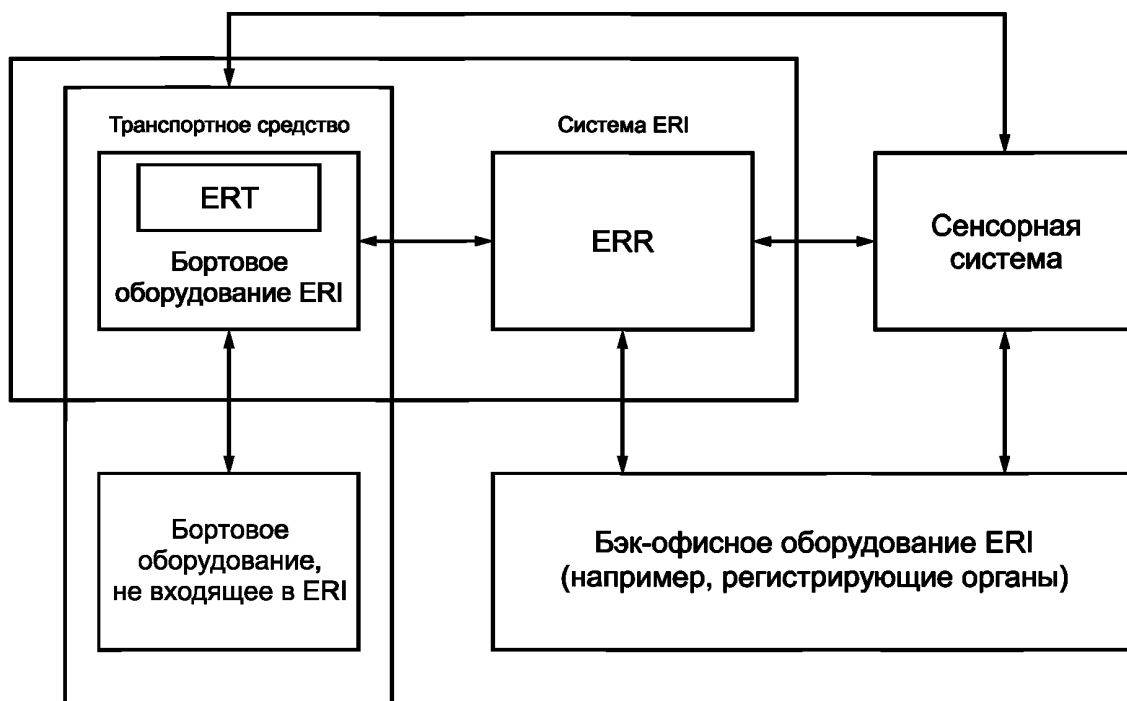 Транспортное средство
Система ERI
ERT
Бортовое
оборудование ERI
ERR
Сенсорная
система
Бортовое
оборудование,
не входящее в ERI
Бэк-офисное оборудование ERI
(например, регистрирующие органы)